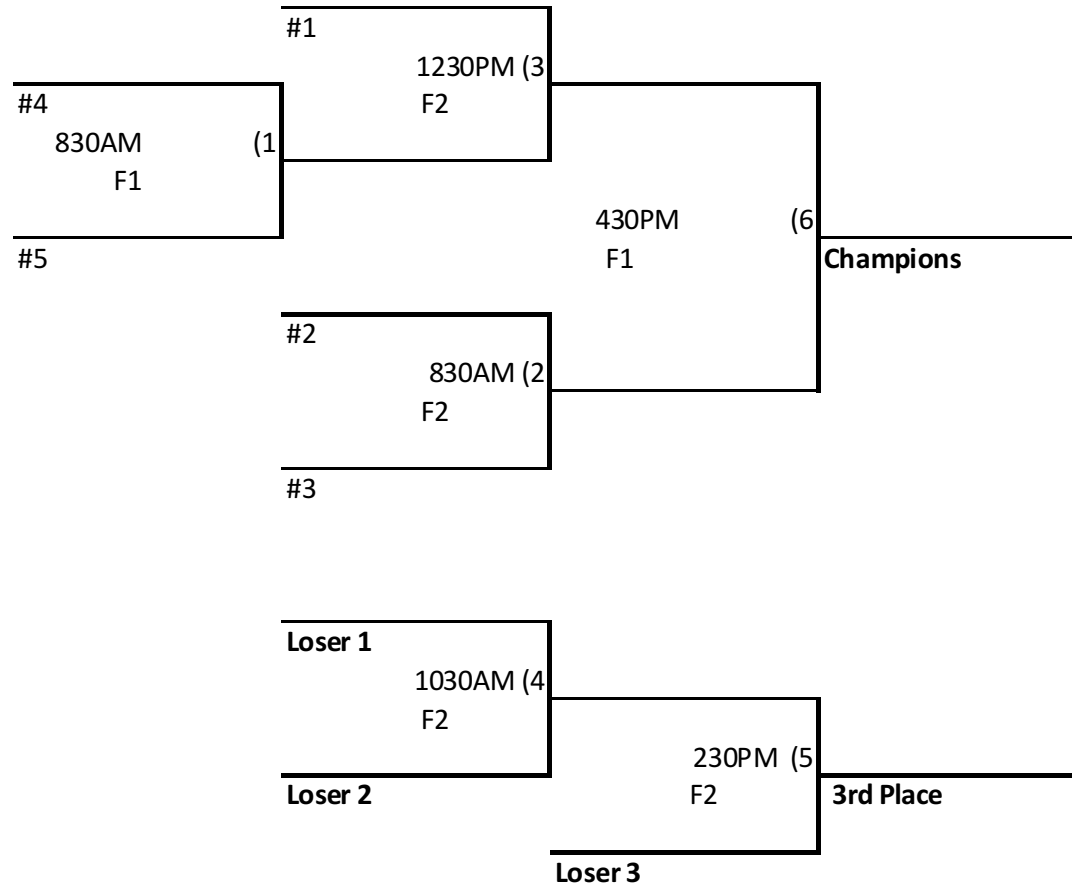 #1
1230PM (3
#4
F2
830AM (1
F1
430PM (6
#5
F1
Champions
#2
830AM (2
F2
#3
Loser 1
1030AM (4
F2
230PM (5
Loser 2
F2
3rd Place
Loser 3